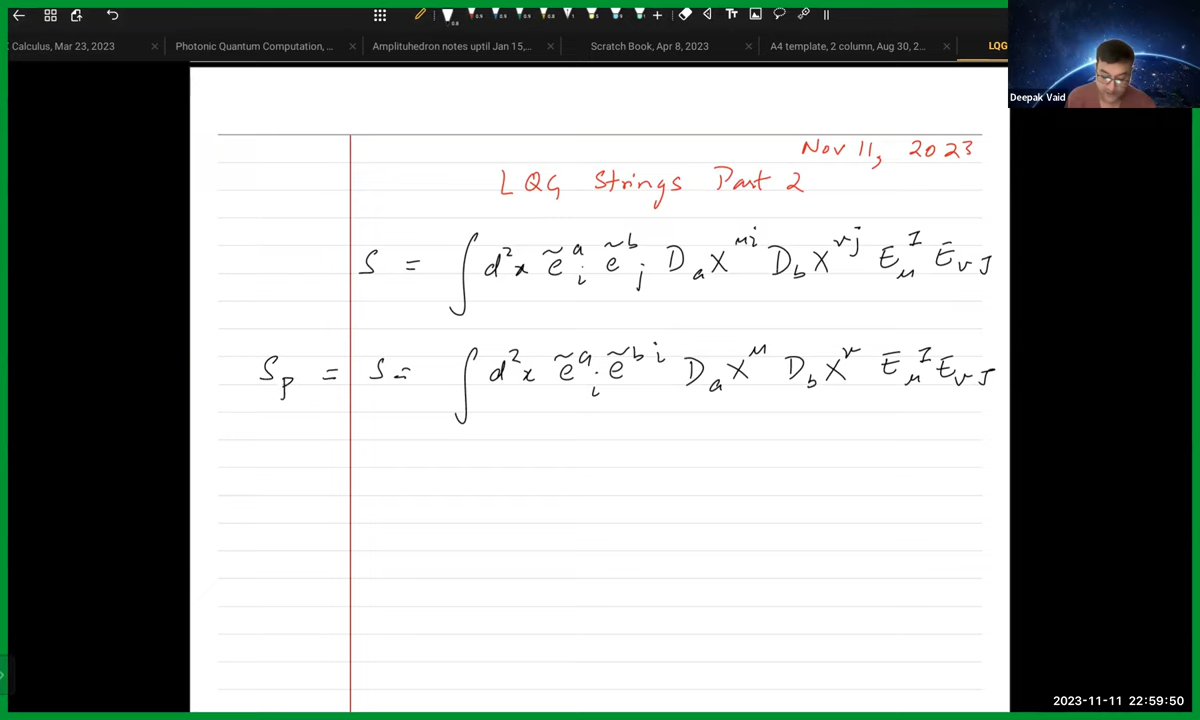 Calculus, Mar 23, 2023 × Photonic Quantum Computation, ... × Amplituhedron notes uptil Jan 15,... × Scratch Book, Apr 8, 2023 × A4 template, 2 column, Aug 30, 2... × LQG
Deepak Vaid
Nov 11, 2023
LQG Strings Part 2
S = ∫ d²x ẽ^a_i ẽ^b_j D_a X^{μi} D_b X^{νj} E_μ^I E_{νJ}
S_p = S = ∫ d²x ẽ^a_i ẽ^{bi} D_a X^μ D_b X^ν E_μ^I E_{νJ}
2023-11-11 22:59:50